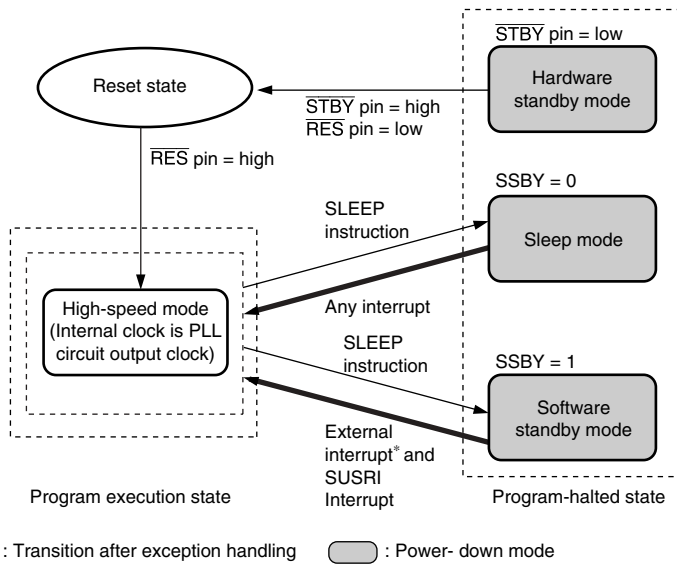 STBY pin = low
Hardware
standby mode
Reset state
STBY pin = high
RES pin = low
RES pin = high
SSBY = 0
Sleep mode
SLEEP
instruction
Any interrupt
High-speed mode
(Internal clock is PLL
circuit output clock)
SLEEP
instruction
SSBY = 1
Software
standby mode
External
interrupt* and
SUSRI
Interrupt
Program execution state
Program-halted state
: Transition after exception handling
: Power- down mode